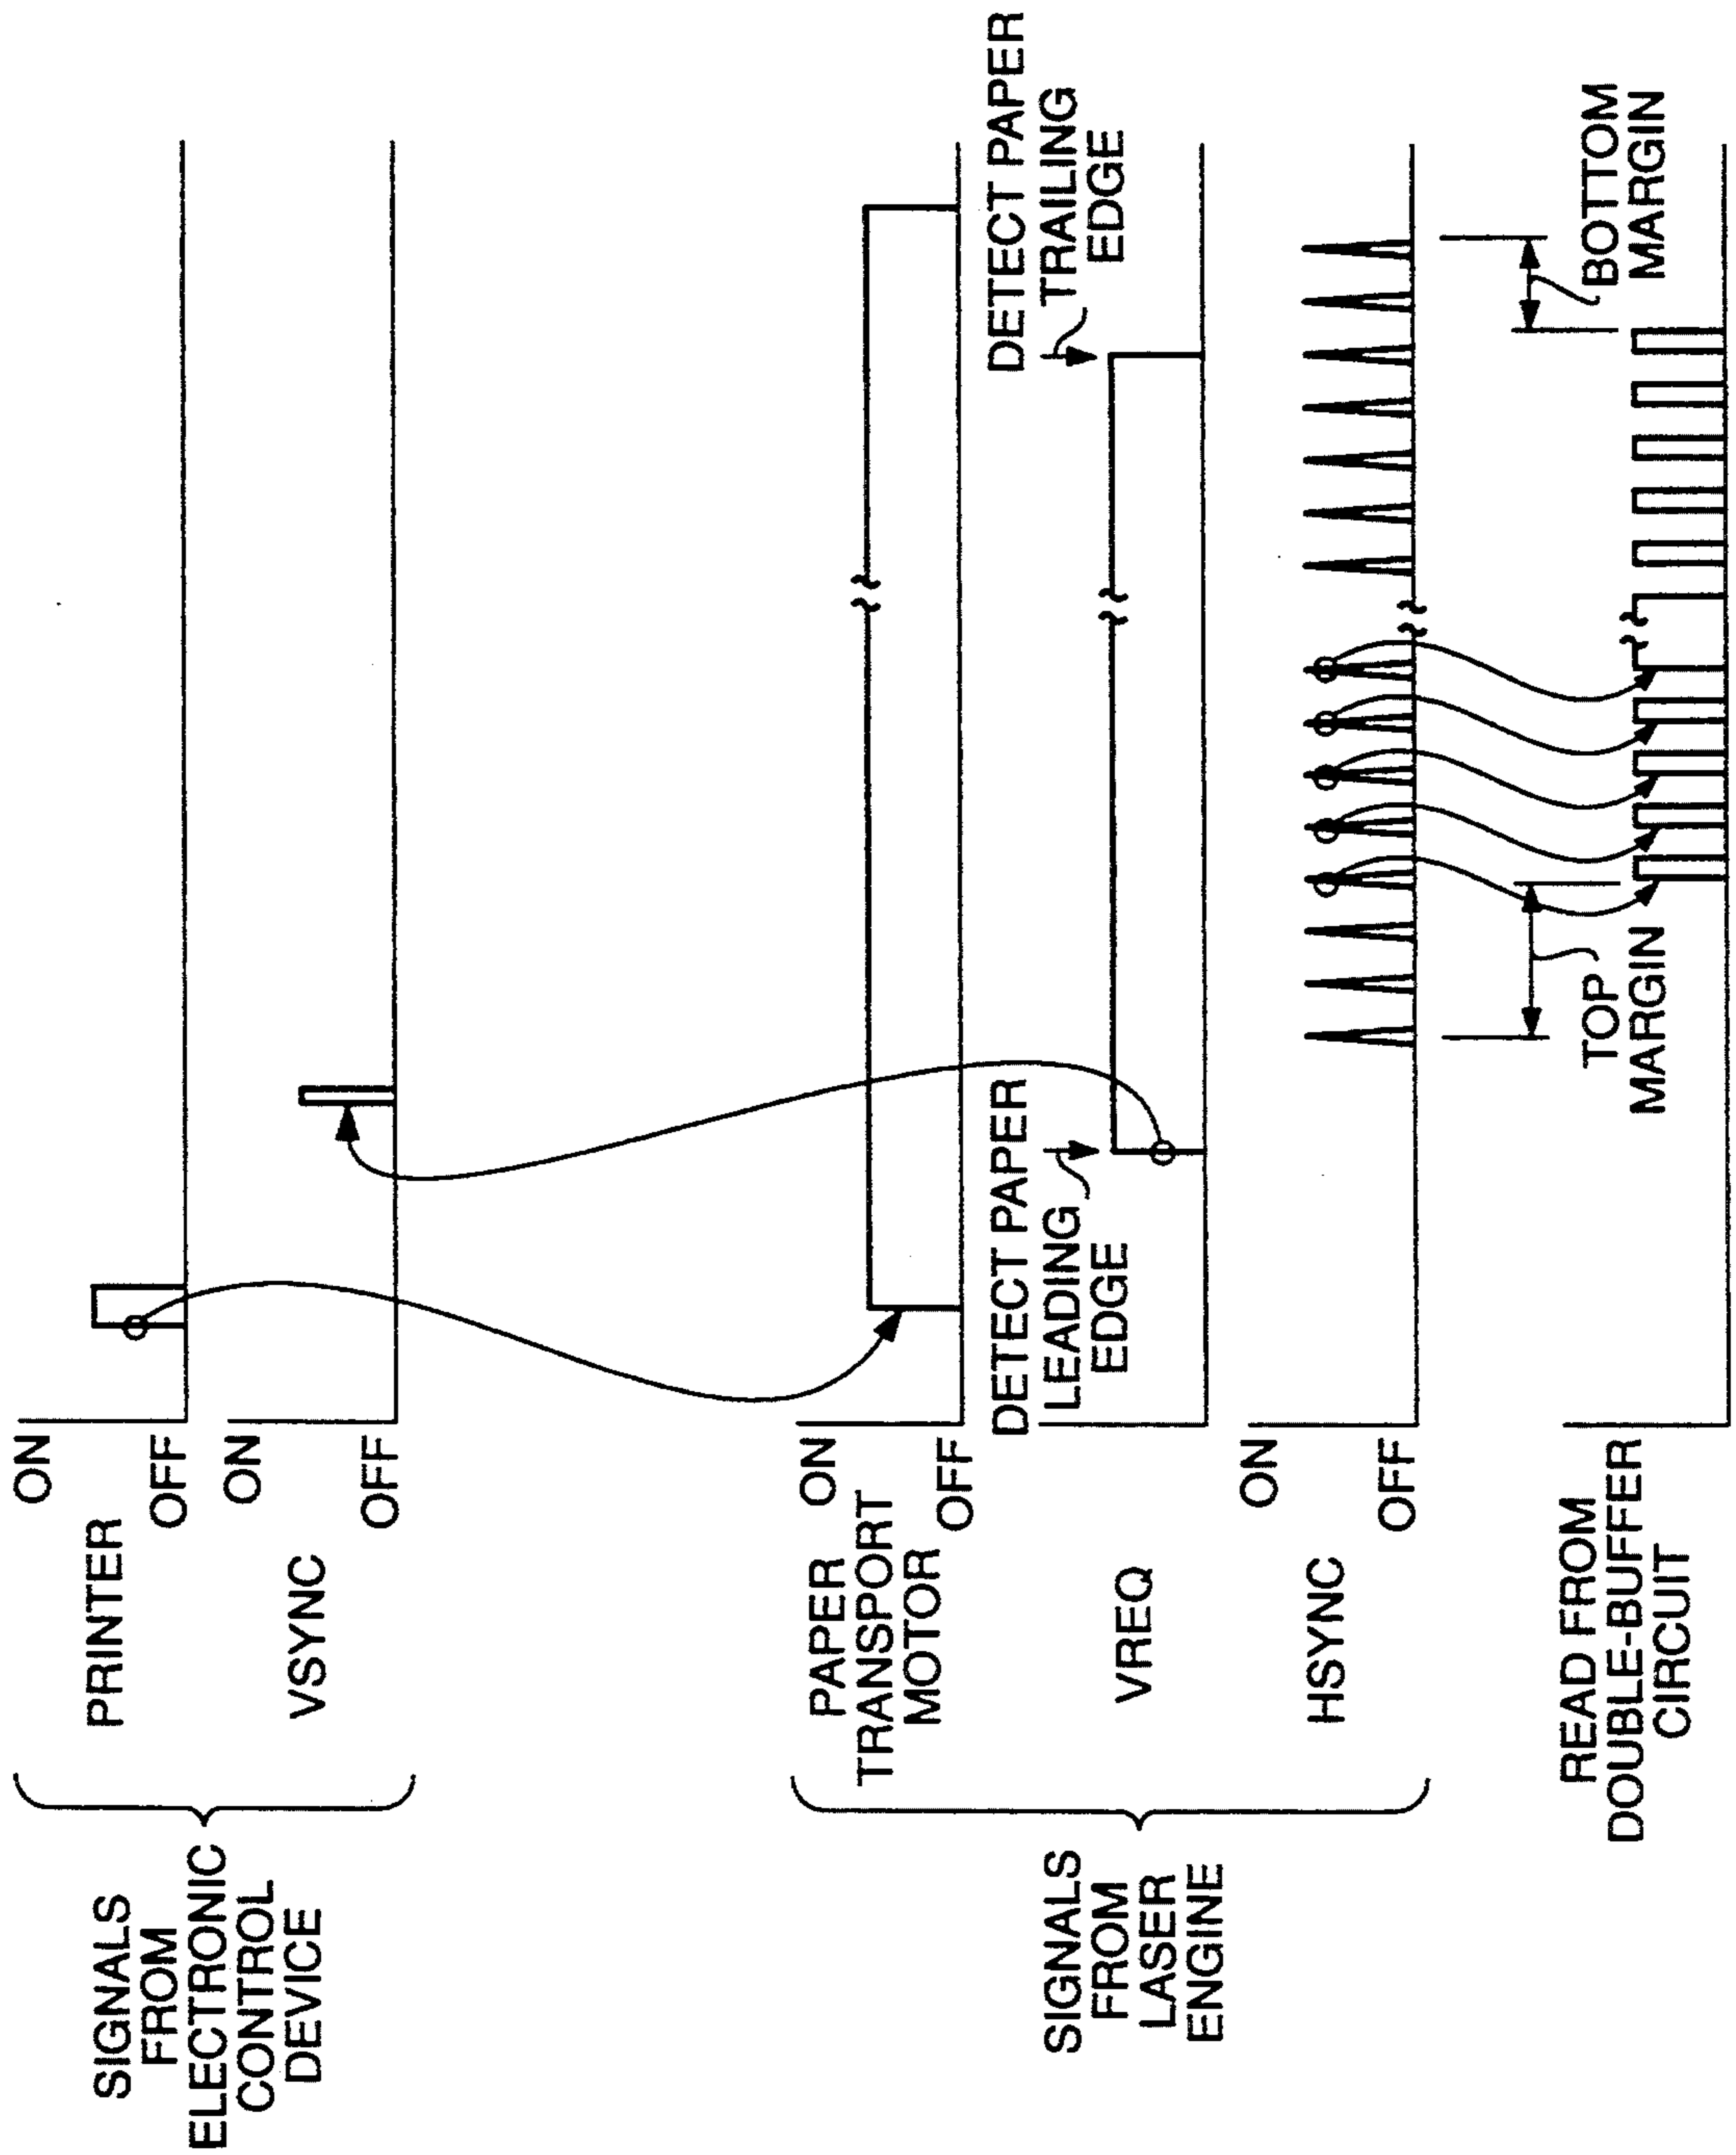 SIGNALS
FROM
ELECTRONIC
CONTROL
DEVICE
PRINTER
ON
OFF
VSYNC
ON
OFF
SIGNALS
FROM
LASER
ENGINE
PAPER
TRANSPORT
MOTOR
ON
OFF
VREQ
DETECT PAPER
LEADING
EDGE
DETECT PAPER
TRAILING
EDGE
HSYNC
ON
OFF
READ FROM
DOUBLE-BUFFER
CIRCUIT
TOP
MARGIN
BOTTOM
MARGIN